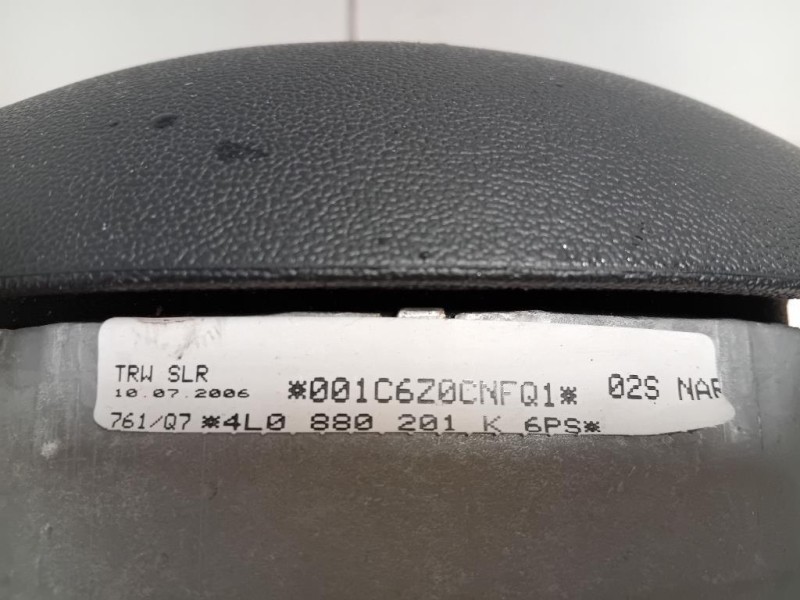 TRW SLR
10.07.2006
*001C6Z0CNFQ1*
02S NAR
761/Q7 *4L0 880 201 K 6PS*